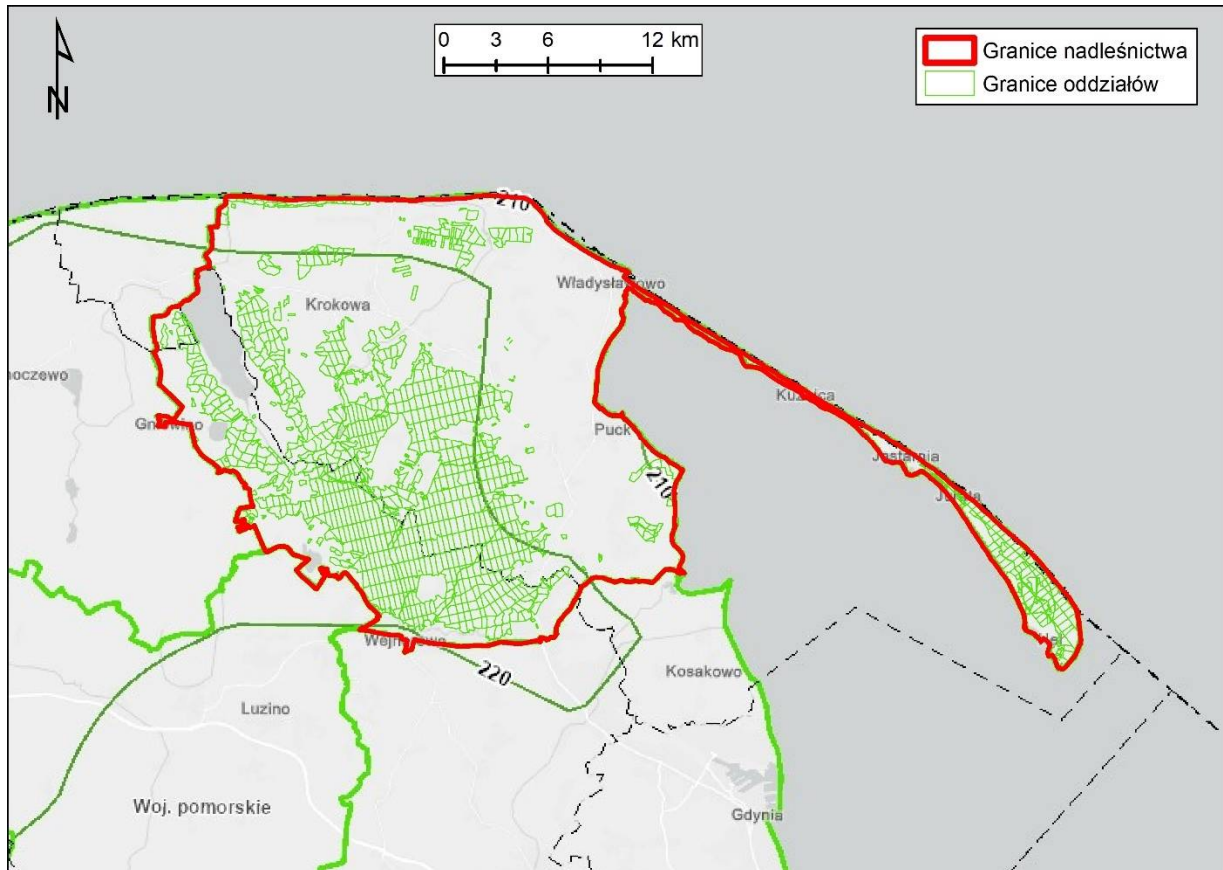 0 3 6 12 km
N
Granice nadleśnictwa
Granice oddziałów
210
Władysławowo
Krokowa
noczewo
Kuźnica
Gniewino
Puck
Jastarnia
210
Jurata
Hel
Wejherowo
220
Kosakowo
Luzino
Woj. pomorskie
Gdynia